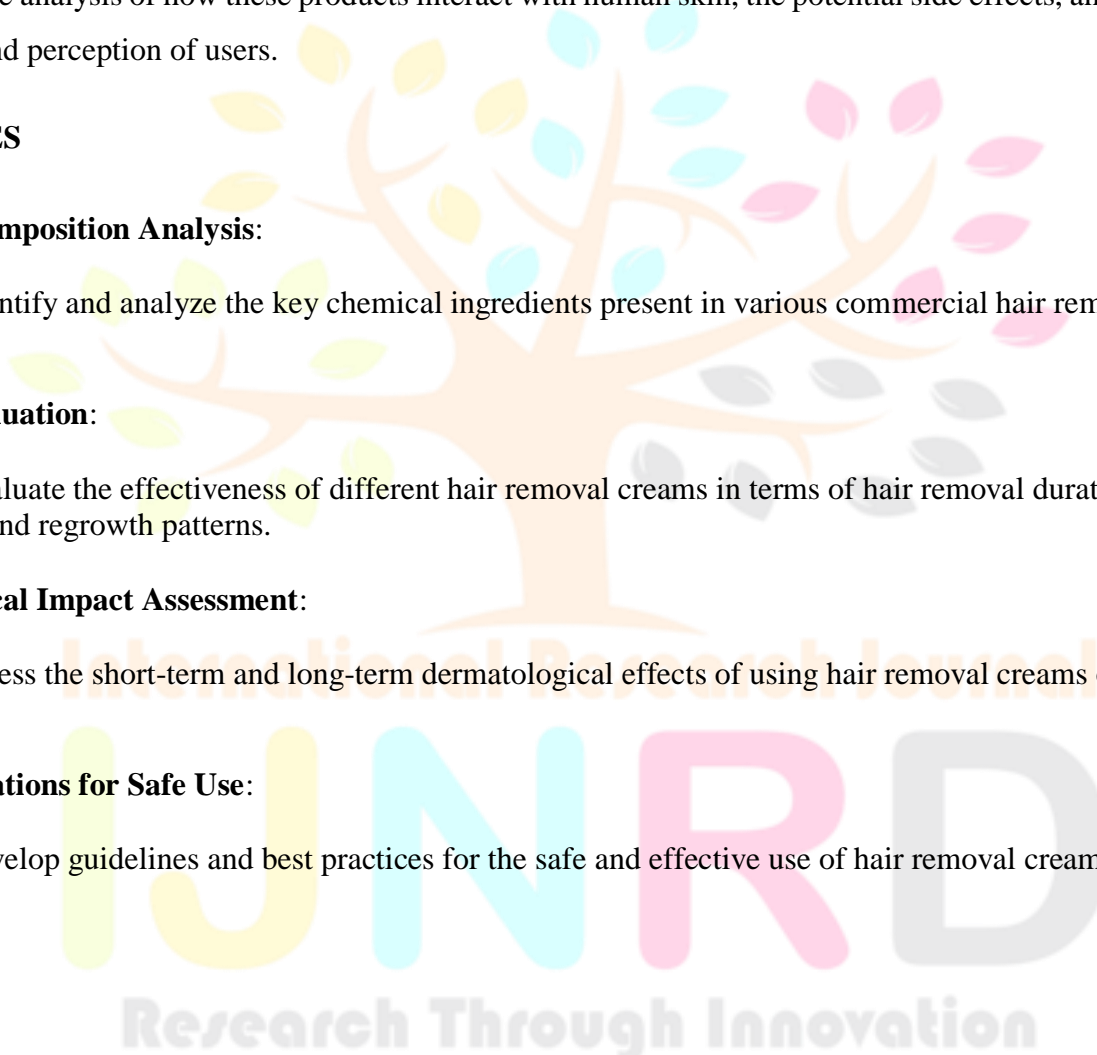 e analysis of how these products interact with human skin, the potential side effects, an
nd perception of users.
ES
mposition Analysis:
ntify and analyze the key chemical ingredients present in various commercial hair rem
luation:
aluate the effectiveness of different hair removal creams in terms of hair removal durat
nd regrowth patterns.
cal Impact Assessment:
ess the short-term and long-term dermatological effects of using hair removal creams
International Research Journal
ations for Safe Use:
velop guidelines and best practices for the safe and effective use of hair removal cream
IJNRD
Research Through Innovation